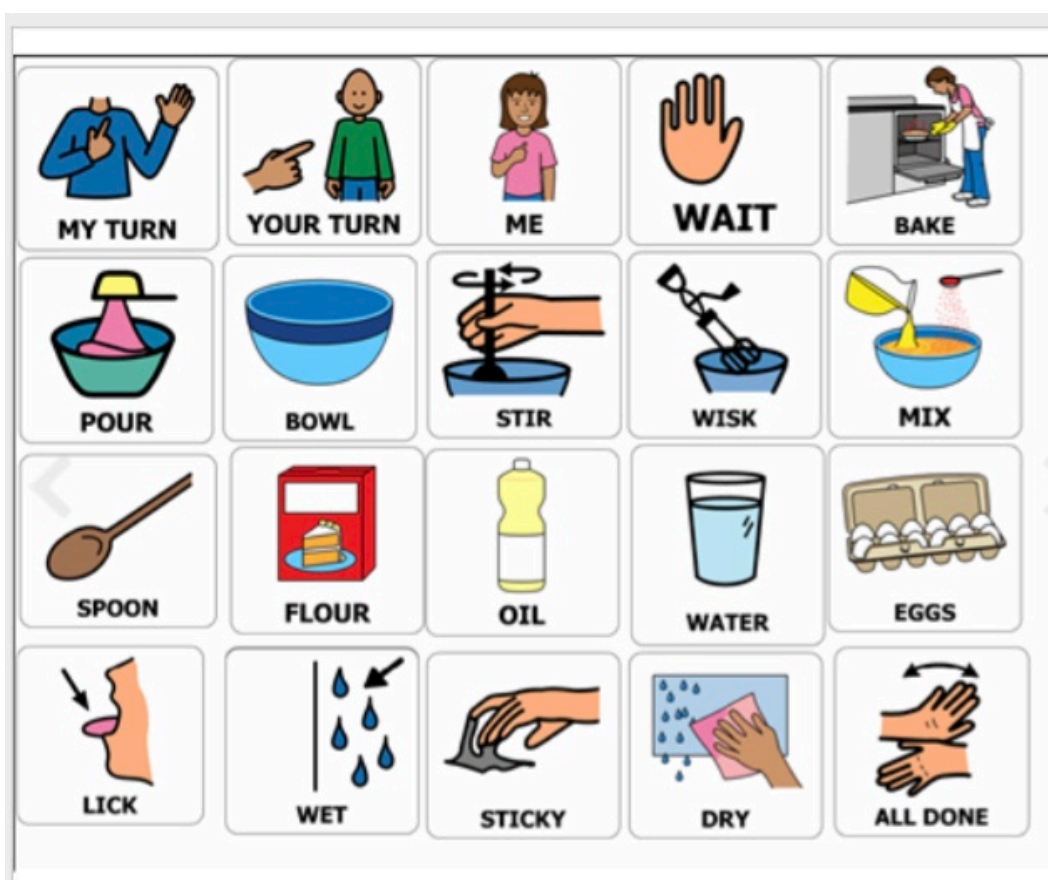 MY TURN
YOUR TURN
ME
WAIT
BAKE
POUR
BOWL
STIR
WISK
MIX
SPOON
FLOUR
OIL
WATER
EGGS
LICK
WET
STICKY
DRY
ALL DONE